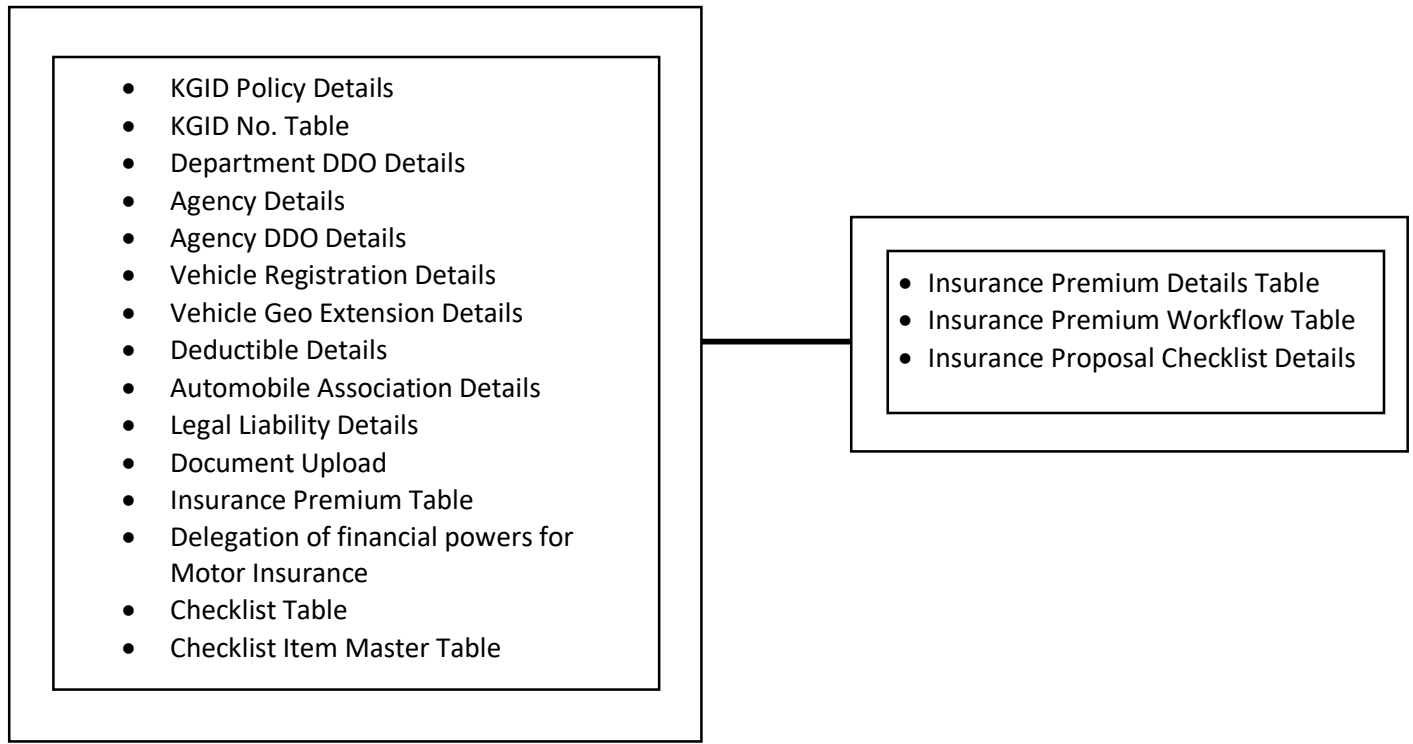 • KGID Policy Details
• KGID No. Table
• Department DDO Details
• Agency Details
• Agency DDO Details
• Vehicle Registration Details
• Vehicle Geo Extension Details
• Deductible Details
• Automobile Association Details
• Legal Liability Details
• Document Upload
• Insurance Premium Table
• Delegation of financial powers for
Motor Insurance
• Checklist Table
• Checklist Item Master Table
• Insurance Premium Details Table
• Insurance Premium Workflow Table
• Insurance Proposal Checklist Details